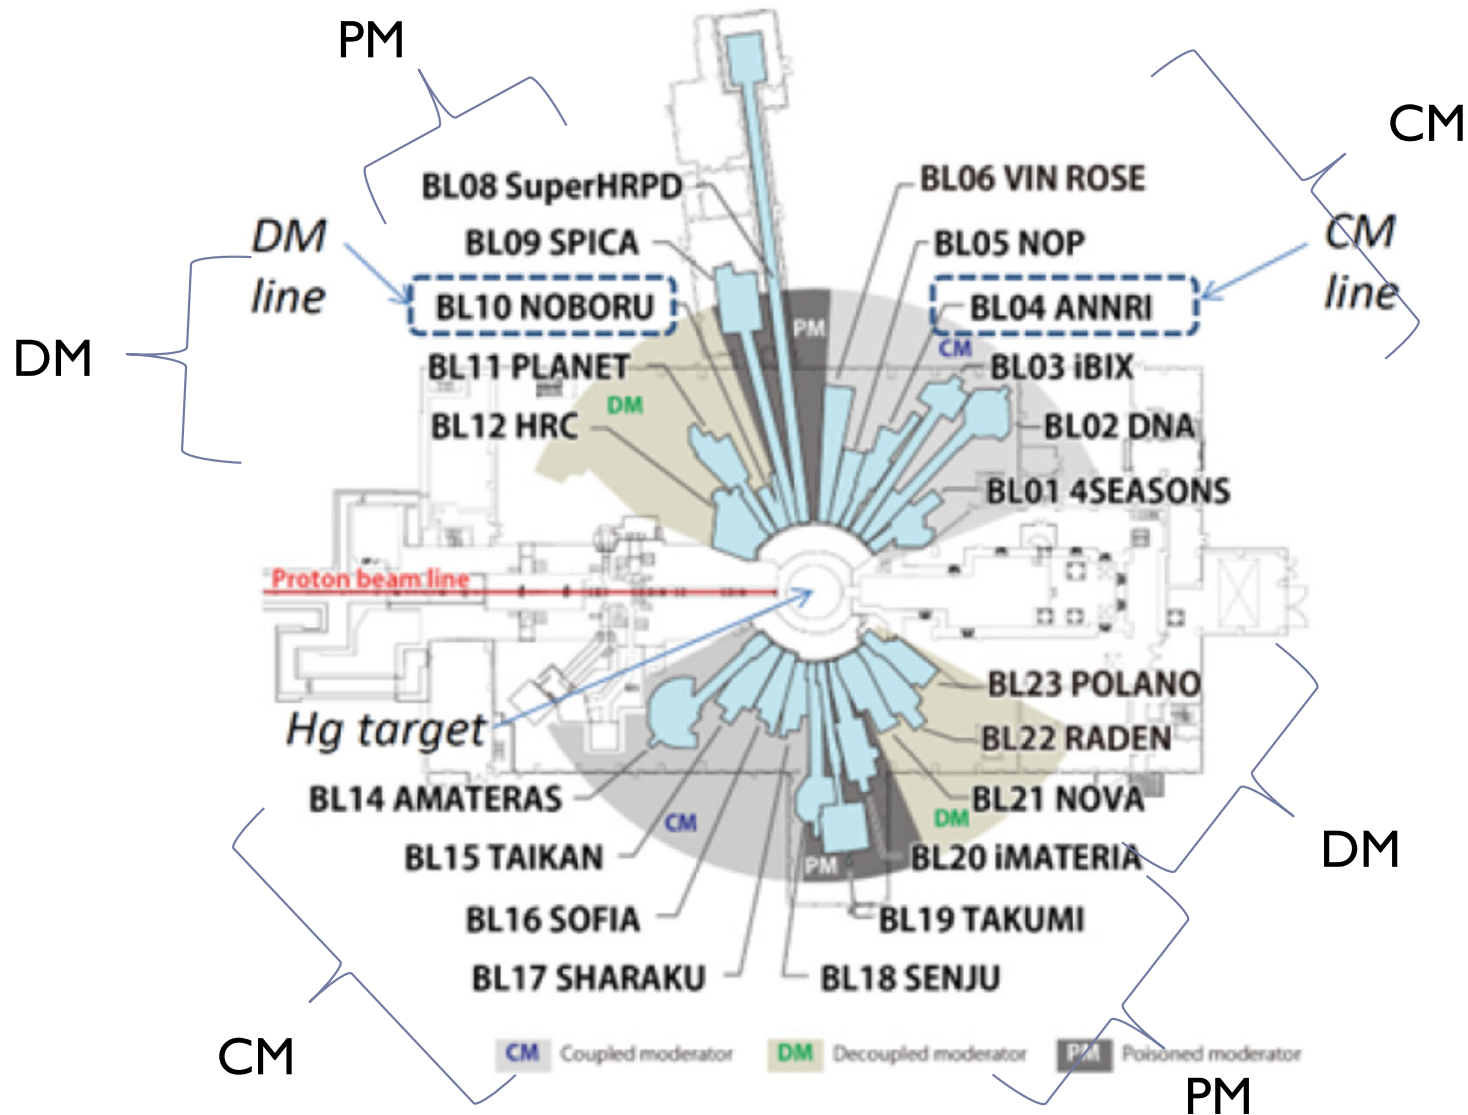 PM
CM
BL08 SuperHRPD
BL06 VIN ROSE
DM
line
BL09 SPICA
BL05 NOP
CM
line
BL10 NOBORU
PM
BL04 ANNRI
CM
DM
BL11 PLANET
BL03 iBIX
DM
BL12 HRC
BL02 DNA
BL01 4SEASONS
Proton beam line
Hg target
BL23 POLANO
BL22 RADEN
BL14 AMATERAS
BL21 NOVA
CM
DM
DM
BL15 TAIKAN
PM
BL20 iMATERIA
BL16 SOFIA
BL19 TAKUMI
BL17 SHARAKU
BL18 SENJU
CM
CM Coupled moderator
DM Decoupled moderator
PM Poisoned moderator
PM